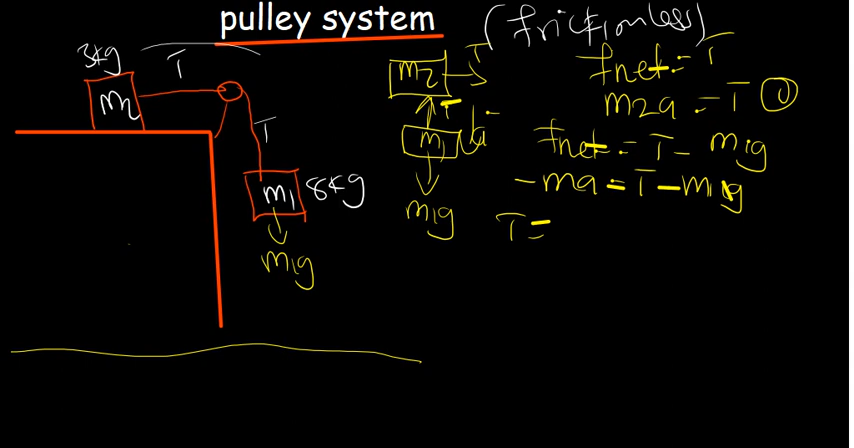 pulley system
(frictionless)
3kg
T
m2
T
m1 8kg
m1g
m2 T
T
m1
m1g
fnet = T
m2a = T ①
fnet = T - m1g
-ma = T - m1g
T =